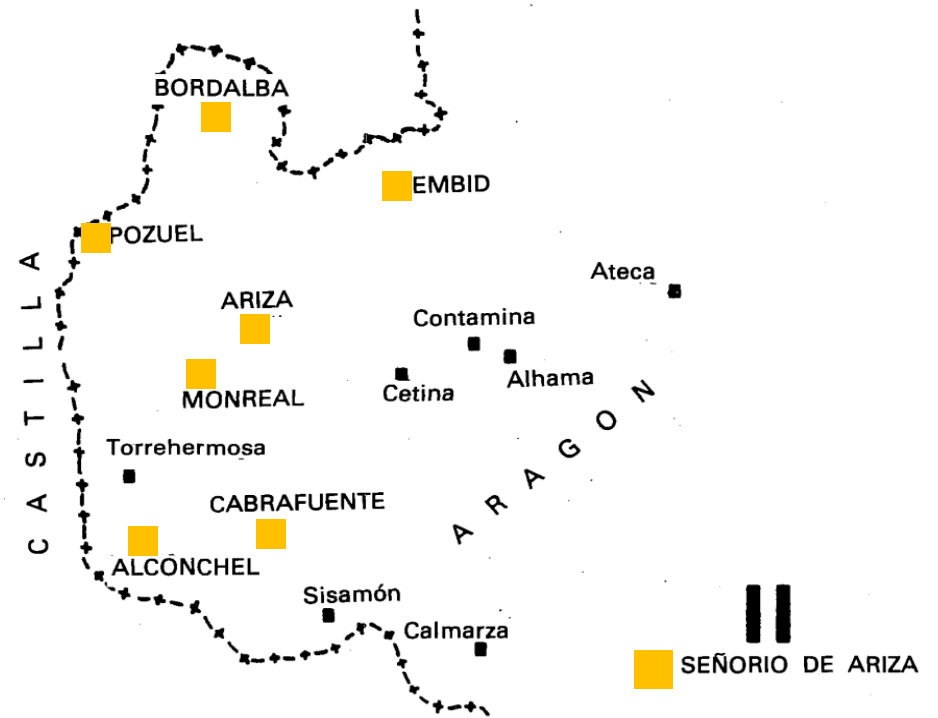 BORDALBA
EMBID
POZUEL
CASTILLA
Ateca
ARIZA
Contamina
Alhama
Cetina
MONREAL
ARAGON
Torrehermosa
CABRAFUENTE
ALCONCHEL
Sisamón
Calmarza
II
SEÑORIO DE ARIZA